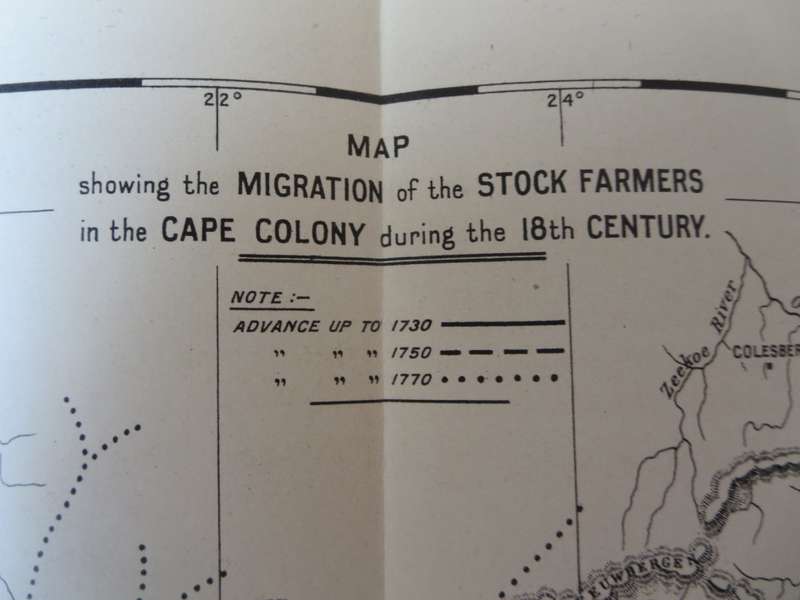 22° 24°
MAP
showing the MIGRATION of the STOCK FARMERS
in the CAPE COLONY during the 18th CENTURY.
NOTE :—
ADVANCE UP TO 1730
" " " 1750
" " " 1770
Zeekoe River
COLESBER
EUWBERGEN